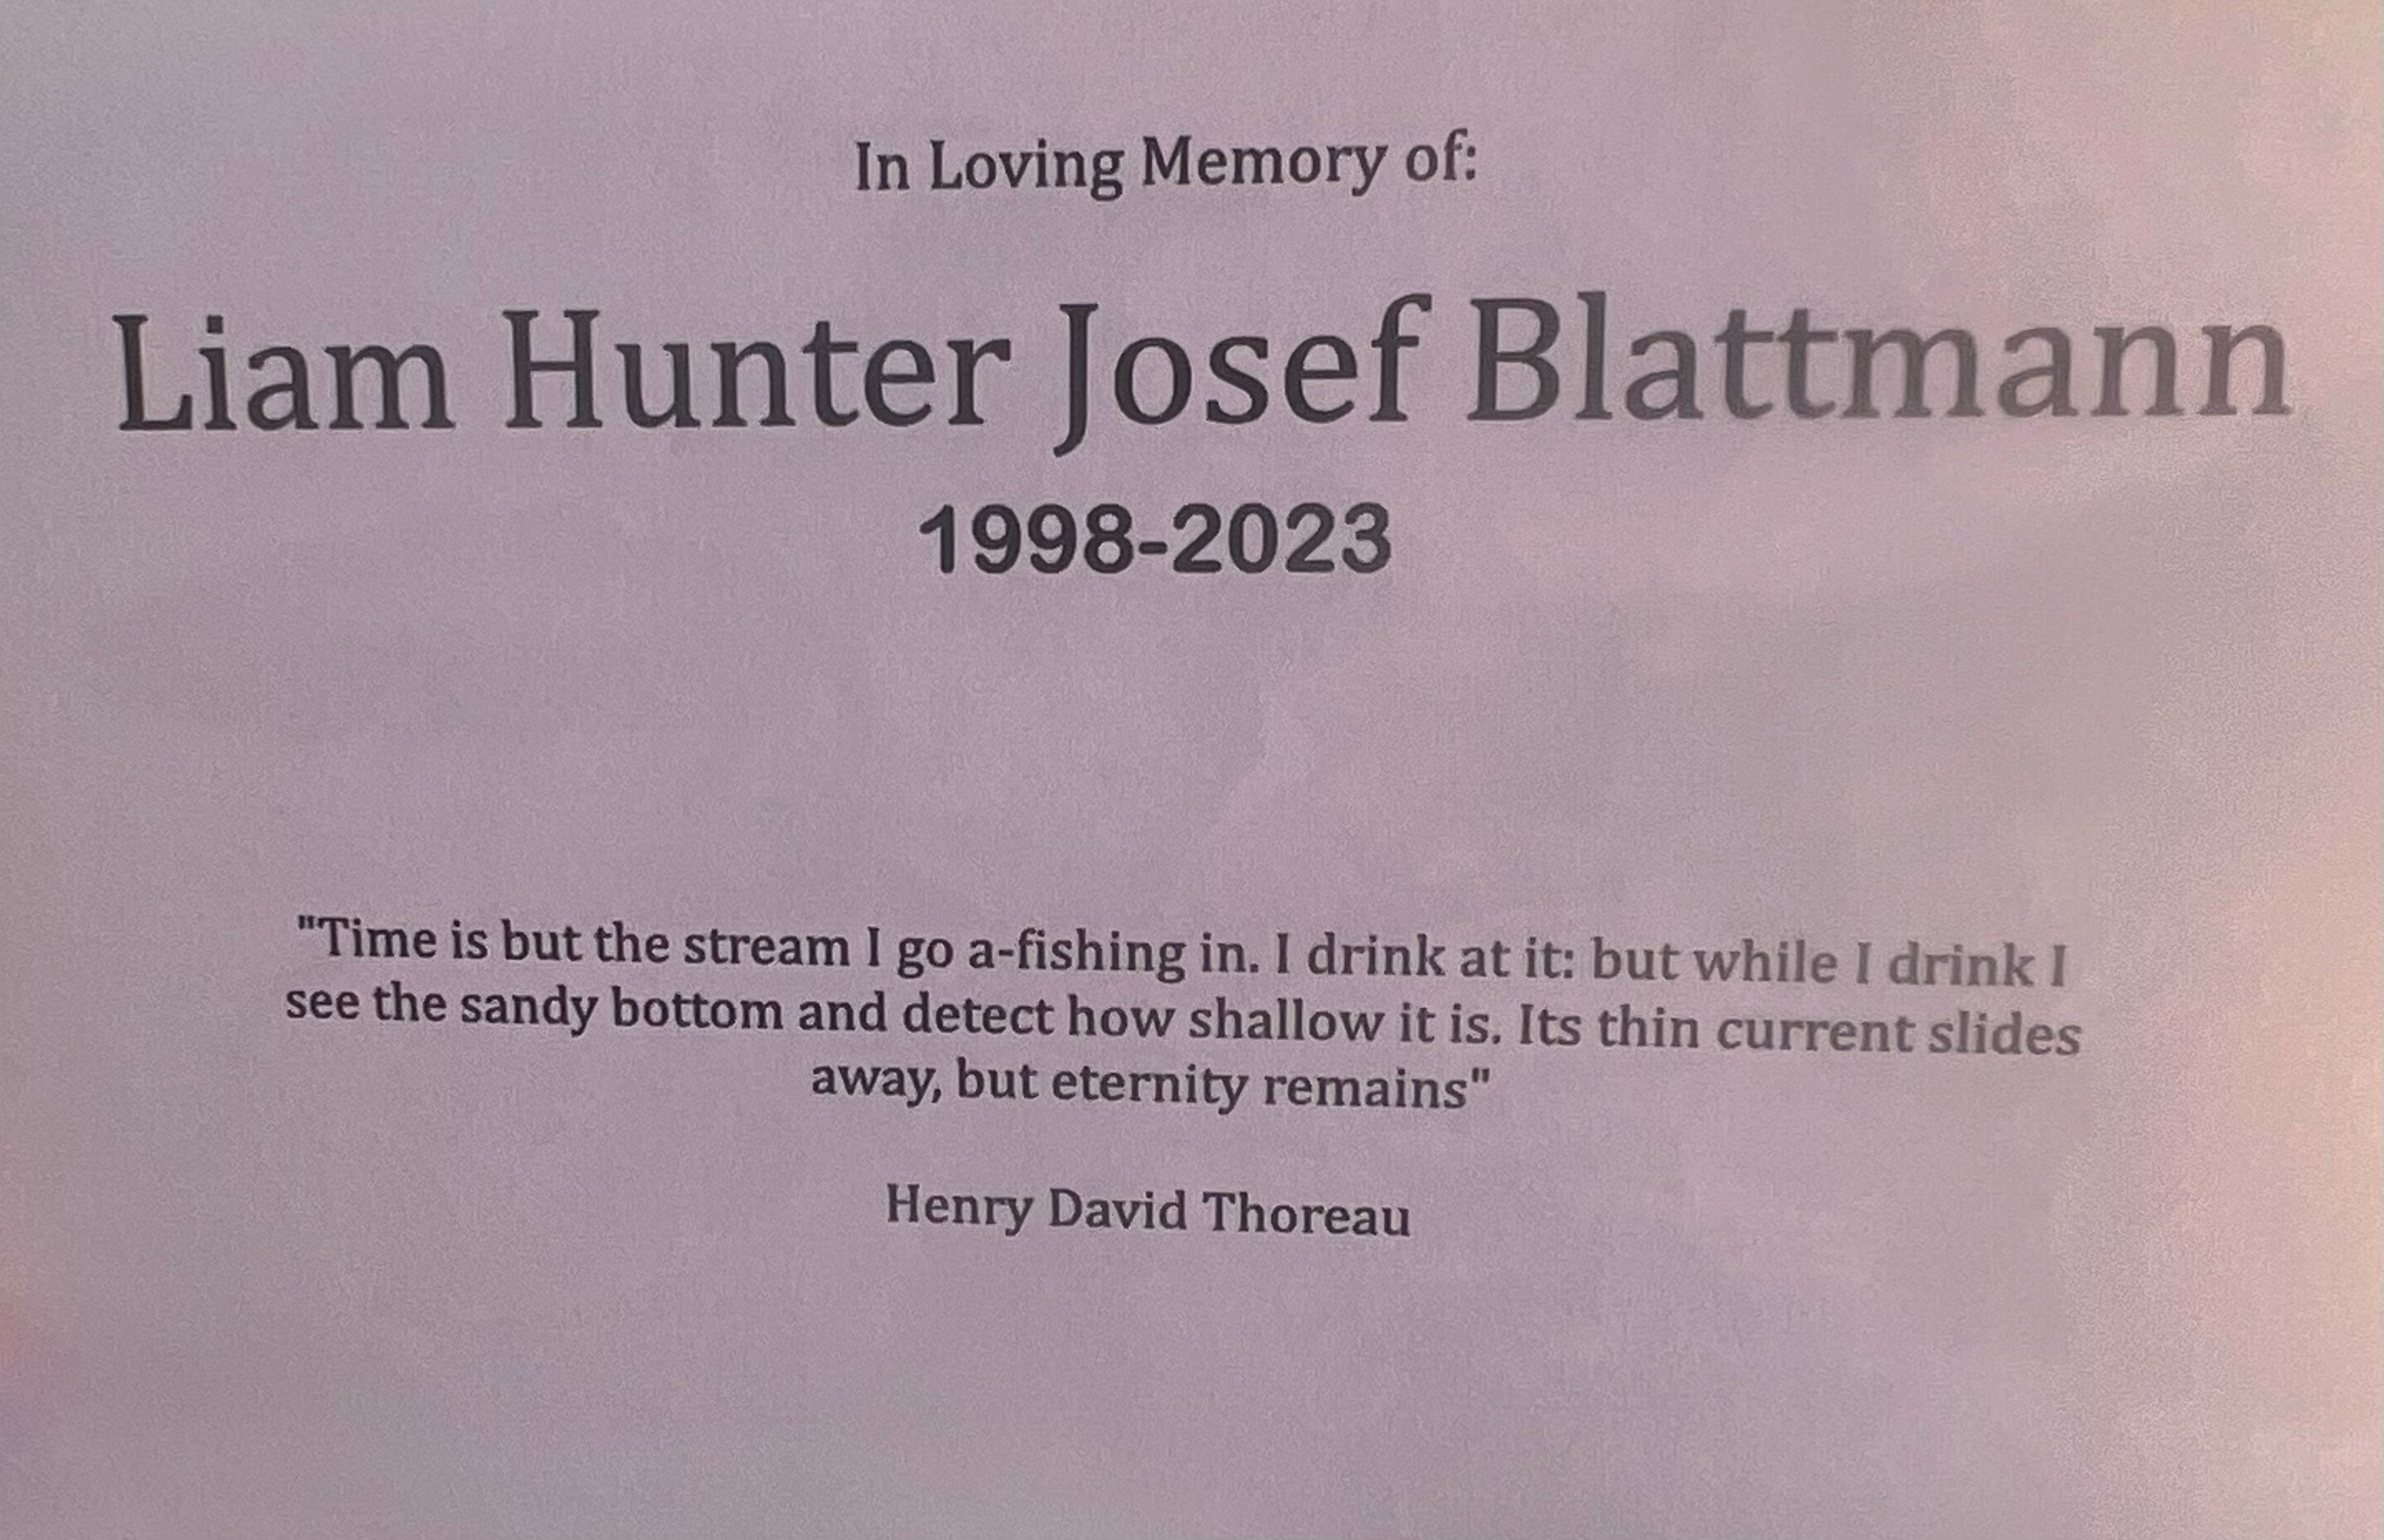 In Loving Memory of:
Liam Hunter Josef Blattmann
1998-2023
"Time is but the stream I go a-fishing in. I drink at it: but while I drink I
see the sandy bottom and detect how shallow it is. Its thin current slides
away, but eternity remains"
Henry David Thoreau